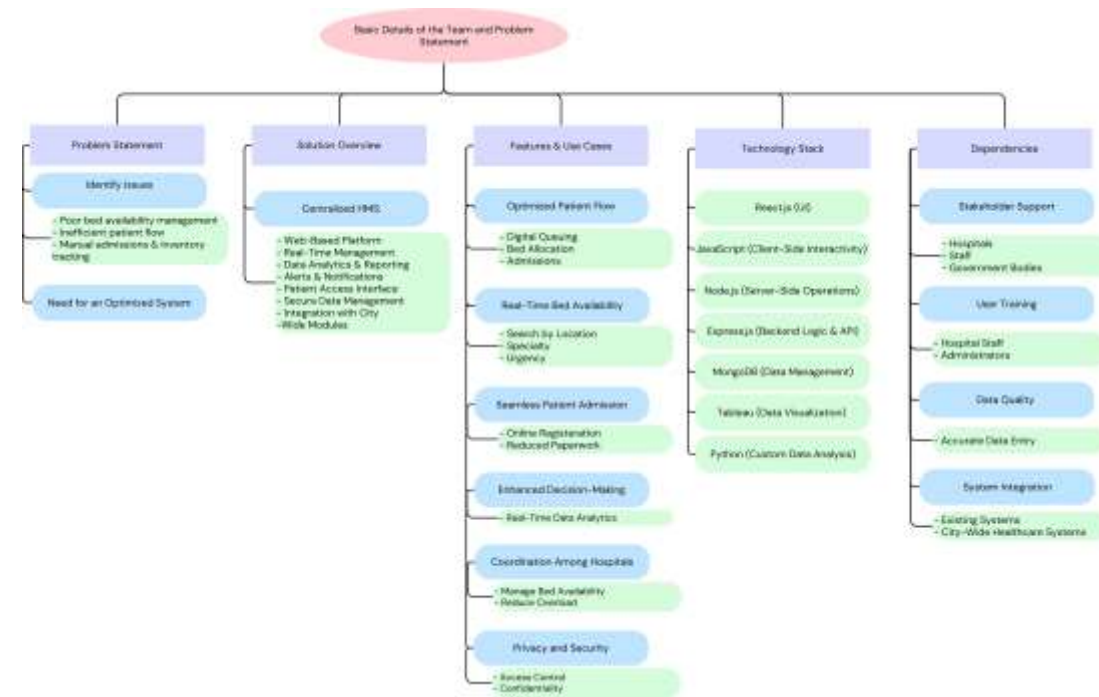 Basic Details of the Team and Problem
Statement
Problem Statement
Identify Issues
- Poor bed availability management
- Inefficient patient flow
- Manual admissions & inventory
tracking
Need for an Optimized System
Solution Overview
Centralized HMIS
- Web-Based Platform
- Real-Time Management
- Data Analytics & Reporting
- Alerts & Notifications
- Patient Access Interface
- Secure Data Management
- Integration with City
-Wide Modules
Features & Use Cases
Optimized Patient Flow
- Digital Queuing
- Bed Allocation
- Admissions
Real-Time Bed Availability
- Search by Location
- Specialty
- Urgency
Seamless Patient Admission
- Online Registeration
- Reduced Paperwork
Enhanced Decision-Making
- Real-Time Data Analytics
Coordination Among Hospitals
- Manage Bed Availability
- Reduce Overload
Privacy and Security
- Access Control
- Confidentiality
Technology Stack
React.js (UI)
JavaScript (Client-Side Interactivity)
Node.js (Server-Side Operations)
Express.js (Backend Logic & API)
MongoDB (Data Management)
Tableau (Data Visualization)
Python (Custom Data Analysis)
Dependencies
Stakeholder Support
- Hospitals
- Staff
- Government Bodies
User Training
- Hospital Staff
- Administrators
Data Quality
- Accurate Data Entry
System Integration
- Existing Systems
- City-Wide Healthcare Systems